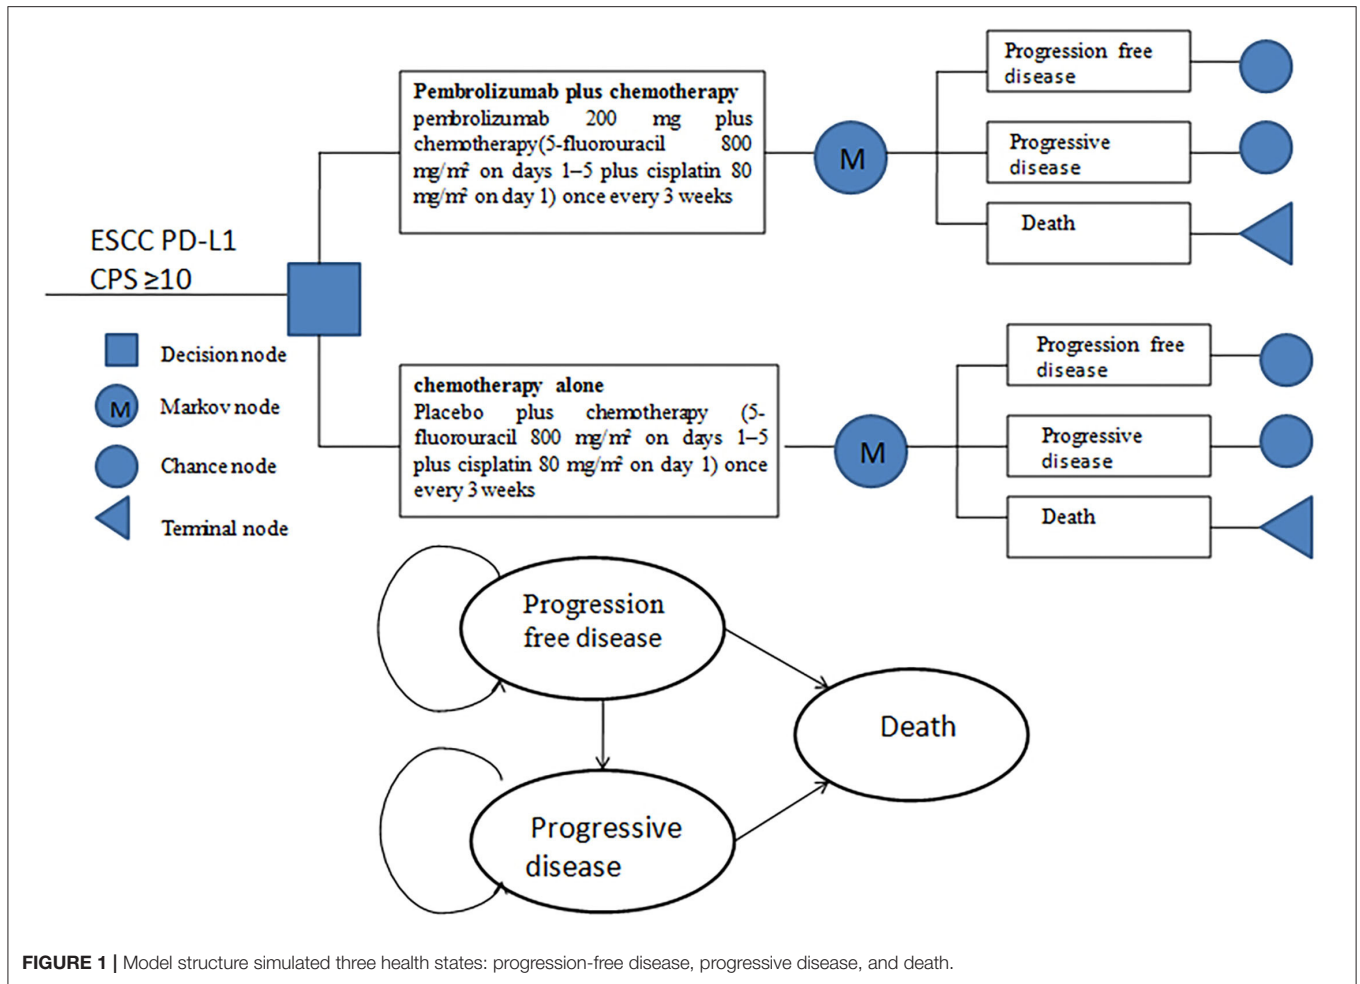 Pembrolizumab plus chemotherapy
pembrolizumab 200 mg plus
chemotherapy(5-fluorouracil 800
mg/m² on days 1–5 plus cisplatin 80
mg/m² on day 1) once every 3 weeks
M
Progression free
disease
Progressive
disease
Death
ESCC PD-L1
CPS ≥10
Decision node
M
Markov node
Chance node
Terminal node
chemotherapy alone
Placebo plus chemotherapy (5-
fluorouracil 800 mg/m² on days 1–5
plus cisplatin 80 mg/m² on day 1) once
every 3 weeks
M
Progression free
disease
Progressive
disease
Death
Progression
free disease
Death
Progressive
disease
FIGURE 1 | Model structure simulated three health states: progression-free disease, progressive disease, and death.